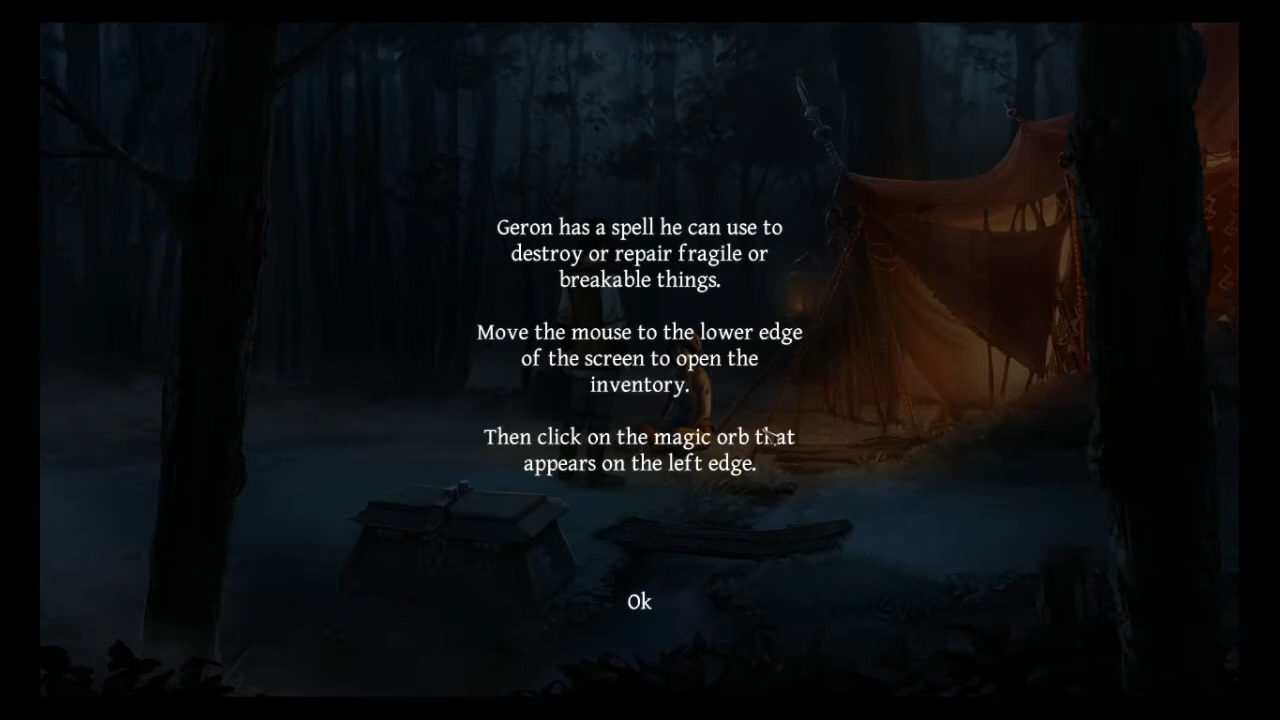 Geron has a spell he can use to
destroy or repair fragile or
breakable things.
Move the mouse to the lower edge
of the screen to open the
inventory.
Then click on the magic orb that
appears on the left edge.
Ok